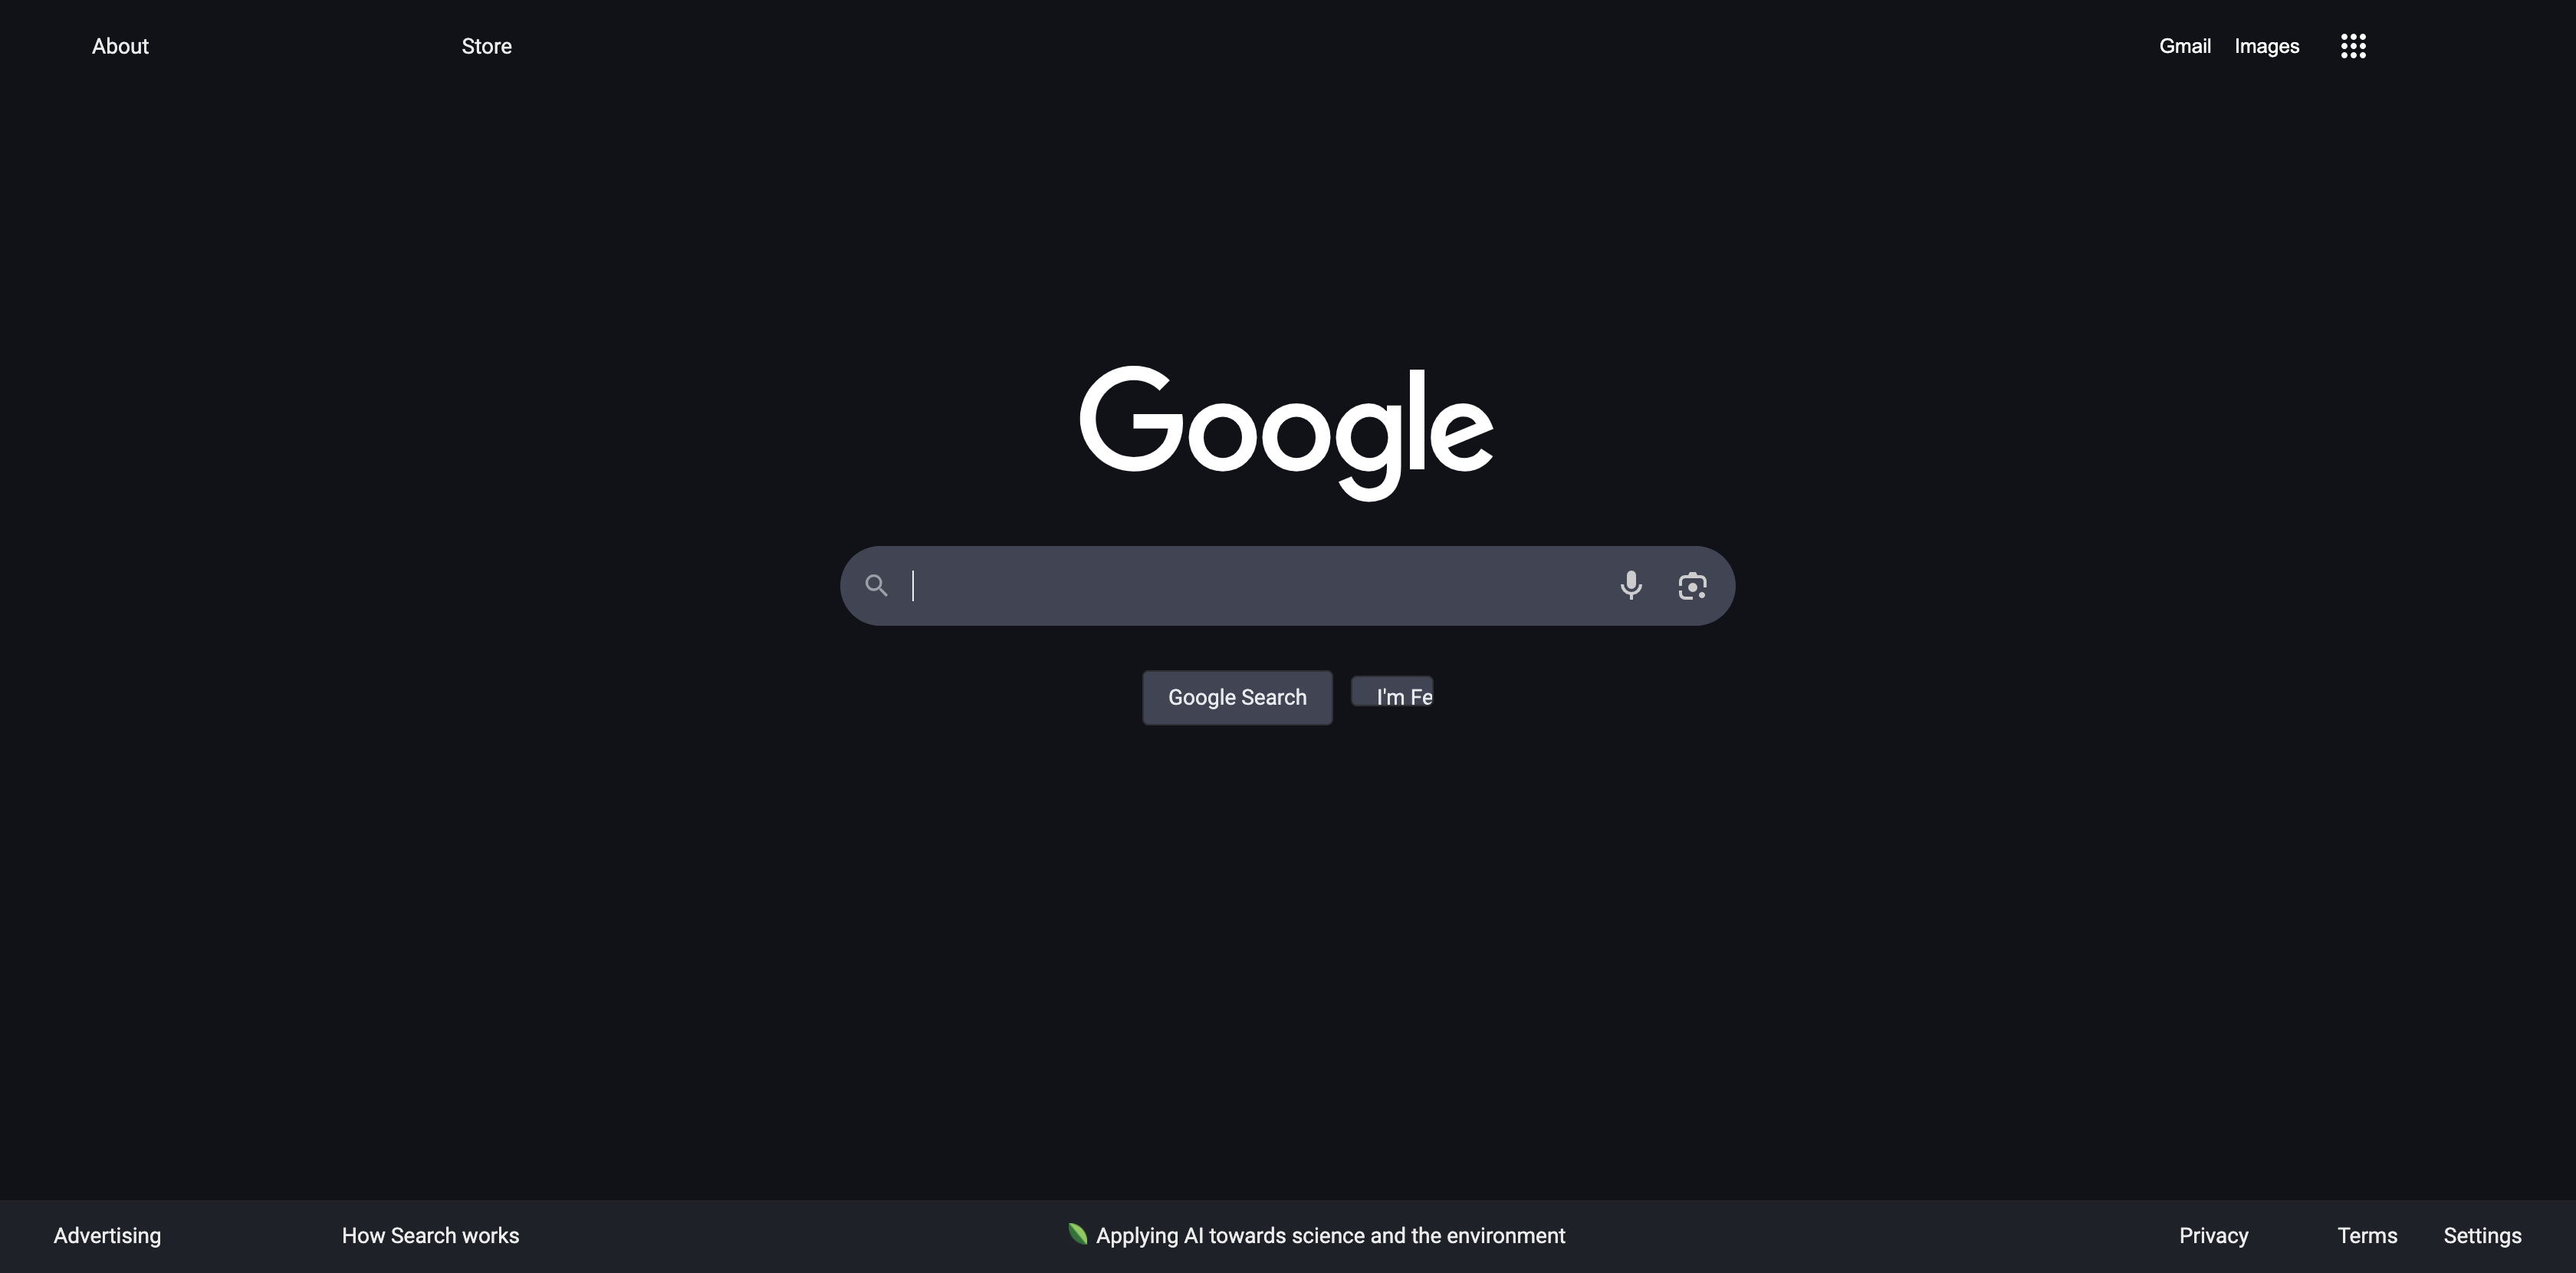 About Store Gmail Images
Google
Google Search I'm Fe
Advertising How Search works Applying AI towards science and the environment Privacy Terms Settings